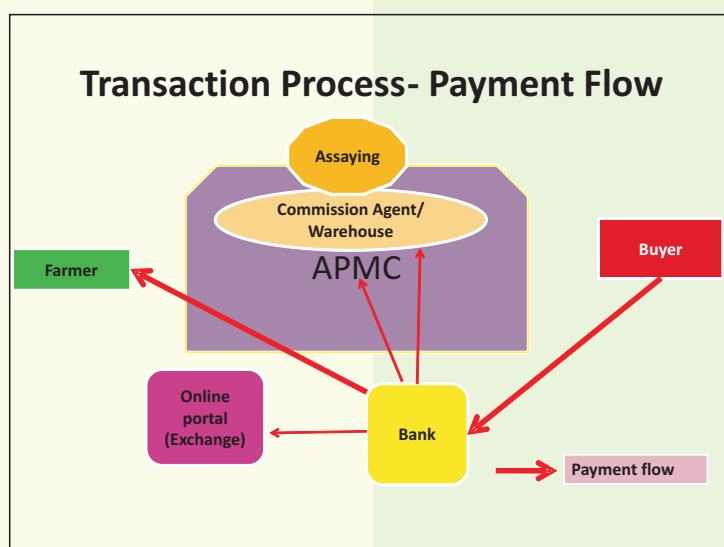 Transaction Process- Payment Flow
Assaying
Commission Agent/
Warehouse
APMC
Farmer
Buyer
Online
portal
(Exchange)
Bank
Payment flow